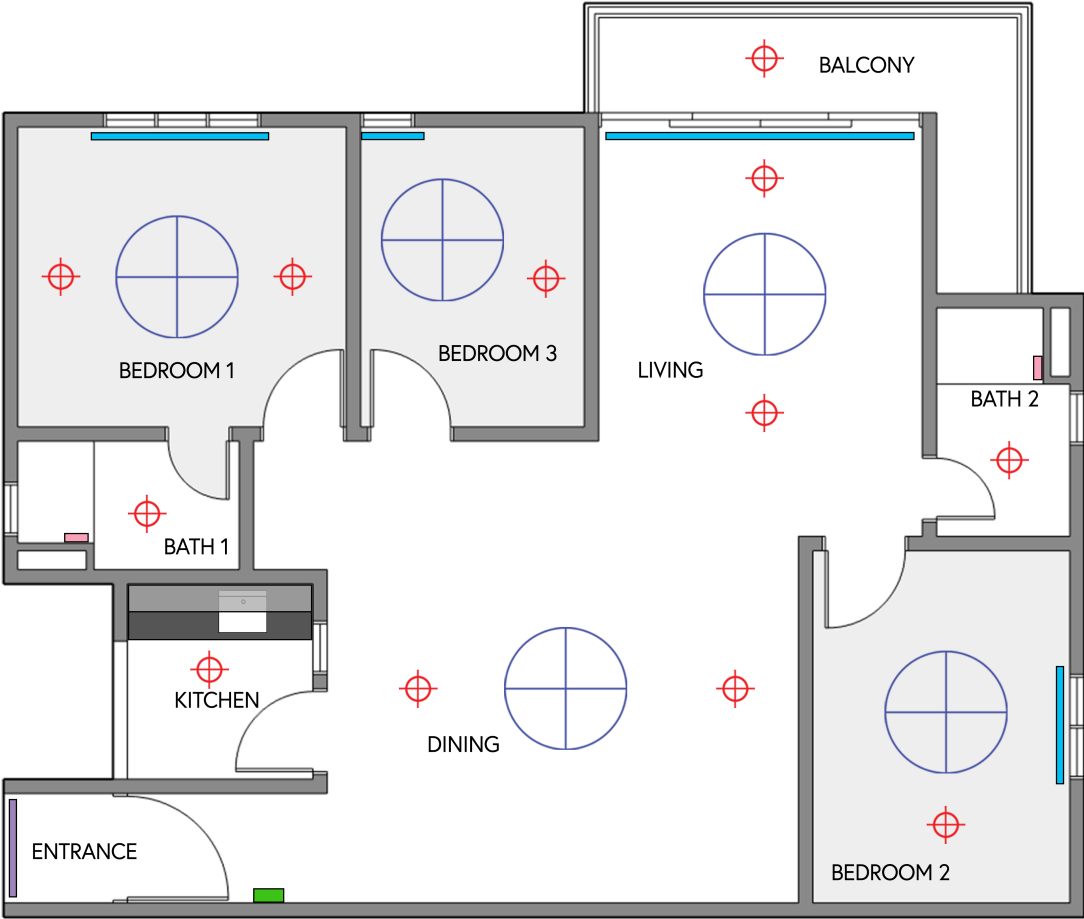 BALCONY
BEDROOM 3
BEDROOM 1
LIVING
BATH 2
BATH 1
KITCHEN
DINING
ENTRANCE
BEDROOM 2